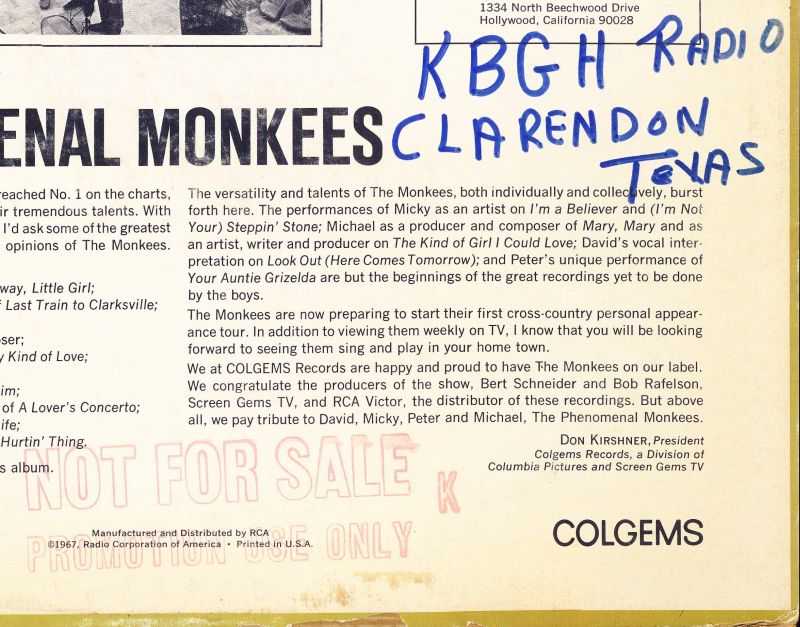 1334 North Beechwood Drive
Hollywood, California 90028
KBGH RADIO
CLARENDON
TEXAS
ENAL MONKEES
reached No. 1 on the charts,
ir tremendous talents. With
I'd ask some of the greatest
opinions of The Monkees.
way, Little Girl;
f Last Train to Clarksville;
oser;
y Kind of Love;
im;
of A Lover's Concerto;
ife;
Hurtin' Thing.
s album.
The versatility and talents of The Monkees, both individually and collectively, burst
forth here. The performances of Micky as an artist on I'm a Believer and (I'm Not
Your) Steppin' Stone; Michael as a producer and composer of Mary, Mary and as
an artist, writer and producer on The Kind of Girl I Could Love; David's vocal inter-
pretation on Look Out (Here Comes Tomorrow); and Peter's unique performance of
Your Auntie Grizelda are but the beginnings of the great recordings yet to be done
by the boys.
The Monkees are now preparing to start their first cross-country personal appear-
ance tour. In addition to viewing them weekly on TV, I know that you will be looking
forward to seeing them sing and play in your home town.
We at COLGEMS Records are happy and proud to have The Monkees on our label.
We congratulate the producers of the show, Bert Schneider and Bob Rafelson,
Screen Gems TV, and RCA Victor, the distributor of these recordings. But above
all, we pay tribute to David, Micky, Peter and Michael, The Phenomenal Monkees.
DON KIRSHNER, President
Colgems Records, a Division of
Columbia Pictures and Screen Gems TV
NOT FOR SALE K
PROMOTION USE ONLY
Manufactured and Distributed by RCA
©1967, Radio Corporation of America • Printed in U.S.A.
COLGEMS